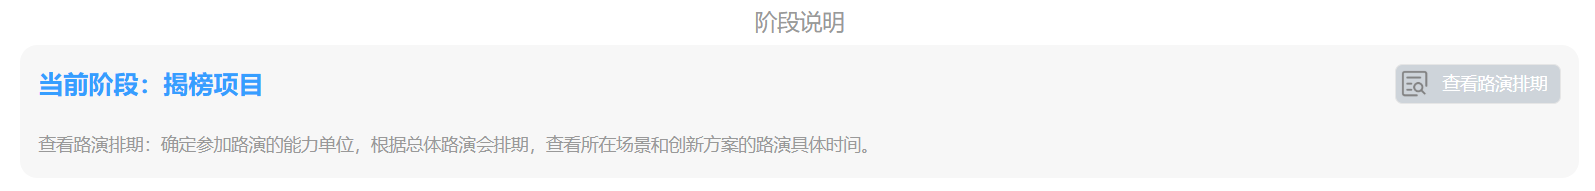 阶段说明
当前阶段：揭榜项目
查看路演排期
查看路演排期：确定参加路演的能力单位，根据总体路演会排期，查看所在场景和创新方案的路演具体时间。